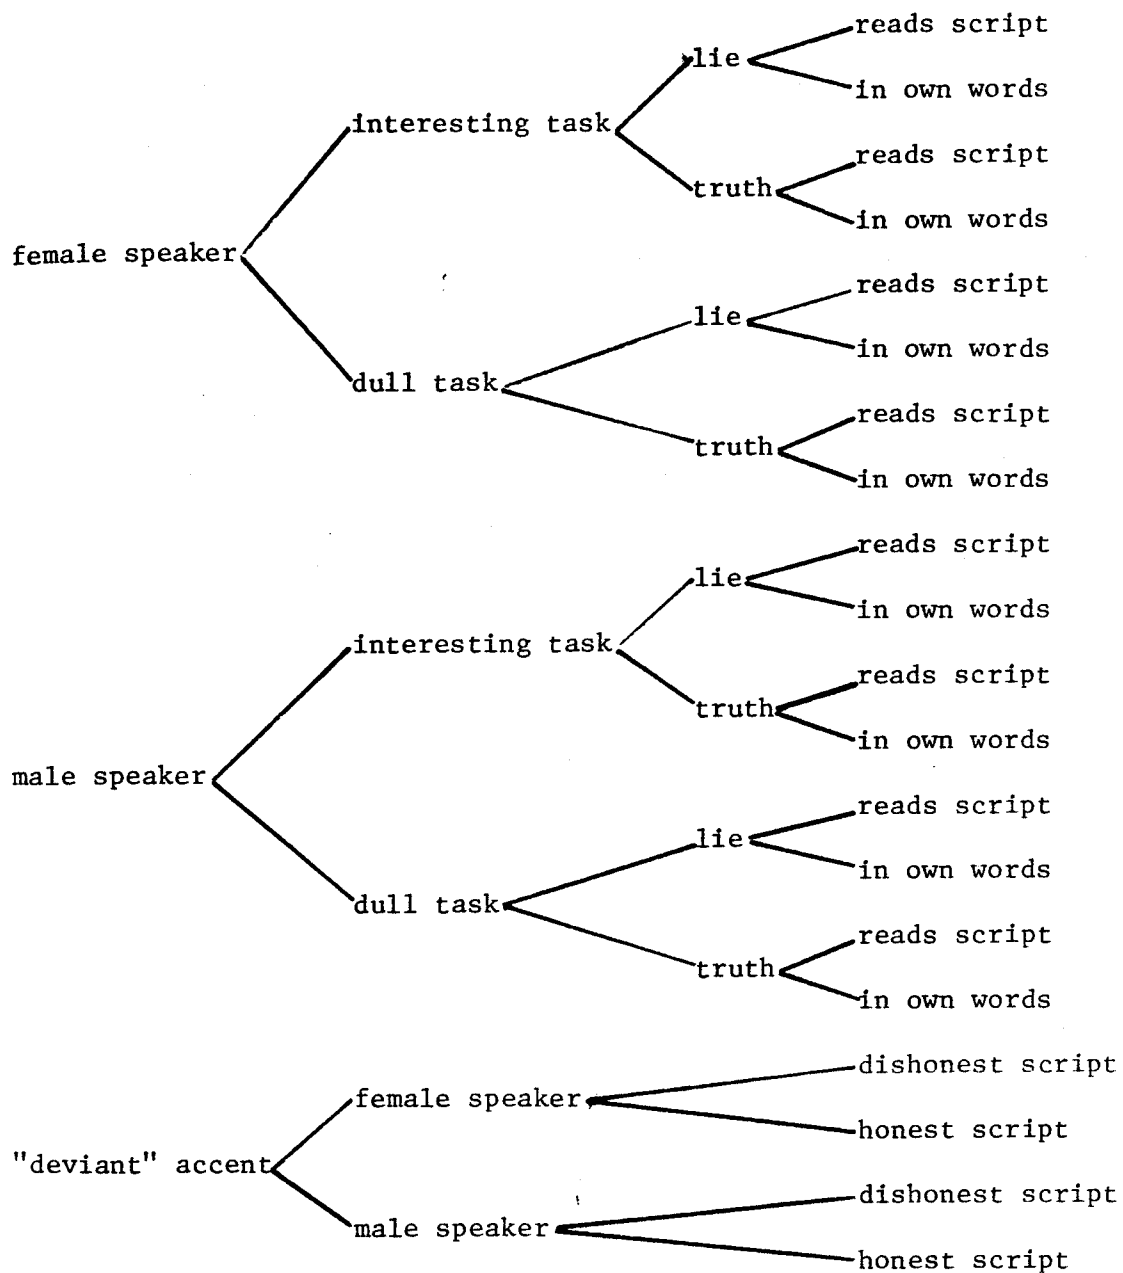 reads script
lie
in own words
interesting task
reads script
truth
in own words
female speaker
reads script
lie
in own words
dull task
reads script
truth
in own words
reads script
lie
in own words
interesting task
reads script
truth
in own words
male speaker
reads script
lie
in own words
dull task
reads script
truth
in own words
dishonest script
female speaker
honest script
"deviant" accent
dishonest script
male speaker
honest script